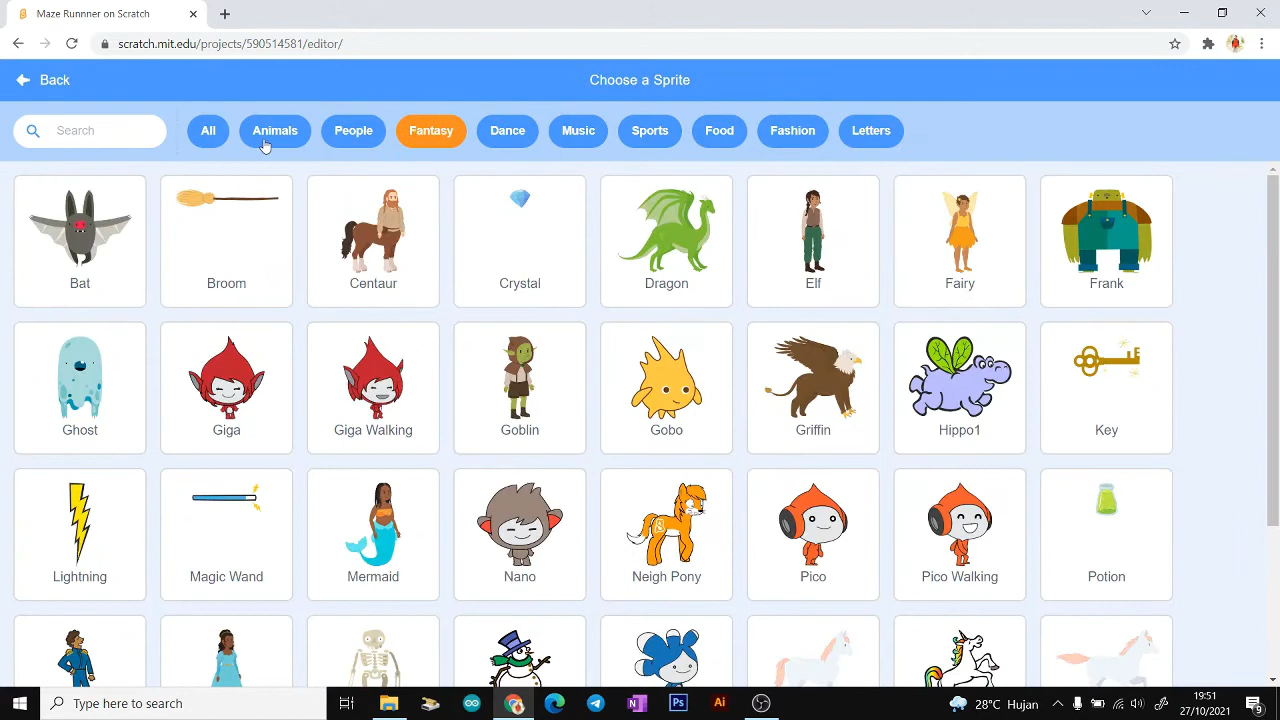 Maze Runnner on Scratch
scratch.mit.edu/projects/590514581/editor/
Back
Choose a Sprite
Search
All
Animals
People
Fantasy
Dance
Music
Sports
Food
Fashion
Letters
Bat
Broom
Centaur
Crystal
Dragon
Elf
Fairy
Frank
Ghost
Giga
Giga Walking
Goblin
Gobo
Griffin
Hippo1
Key
Lightning
Magic Wand
Mermaid
Nano
Neigh Pony
Pico
Pico Walking
Potion
Type here to search
Ps
Ai
28°C Hujan
19:51
27/10/2021